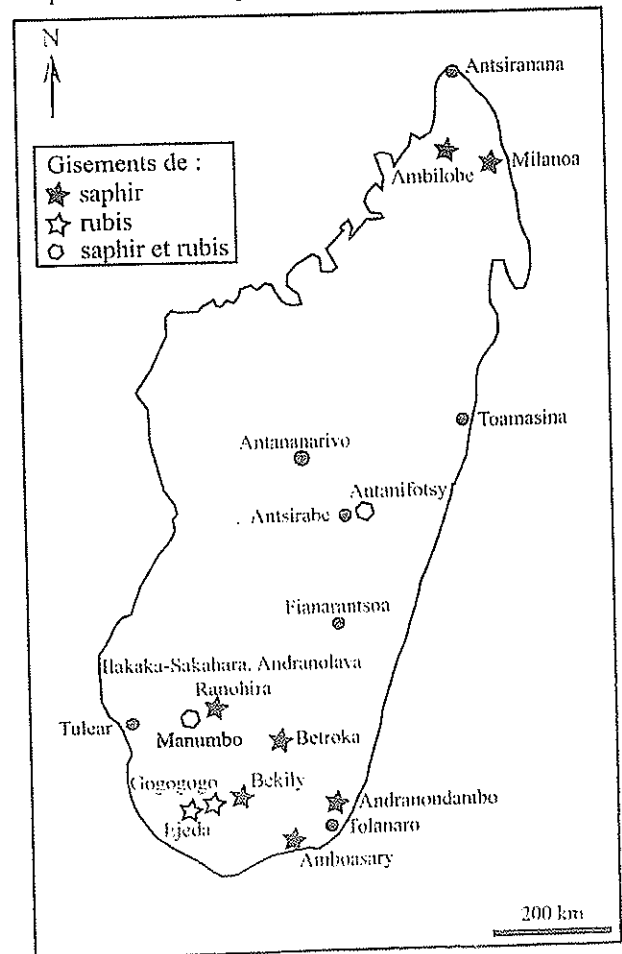 N
Antsiranana
Gisements de :
saphir
rubis
saphir et rubis
Ambilobe
Milanoa
Toamasina
Antananarivo
Antanifotsy
Antsirabe
Fianarantsoa
Ilakaka-Sakahara, Andranolava
Ranohira
Tulear
Manumbo
Betroka
Gogogogo
Bekily
Andranondambo
Ejeda
Tolanaro
Amboasary
200 km